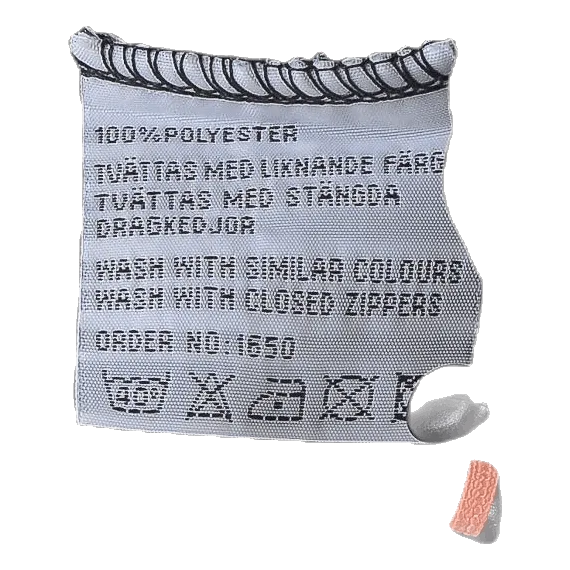 100%POLYESTER
TVÄTTAS MED LIKNANDE FÄRG
TVÄTTAS MED STÄNGDA
DRAGKEDJOR
WASH WITH SIMILAR COLOURS
WASH WITH CLOSED ZIPPERS
ORDER NO:1650
40°